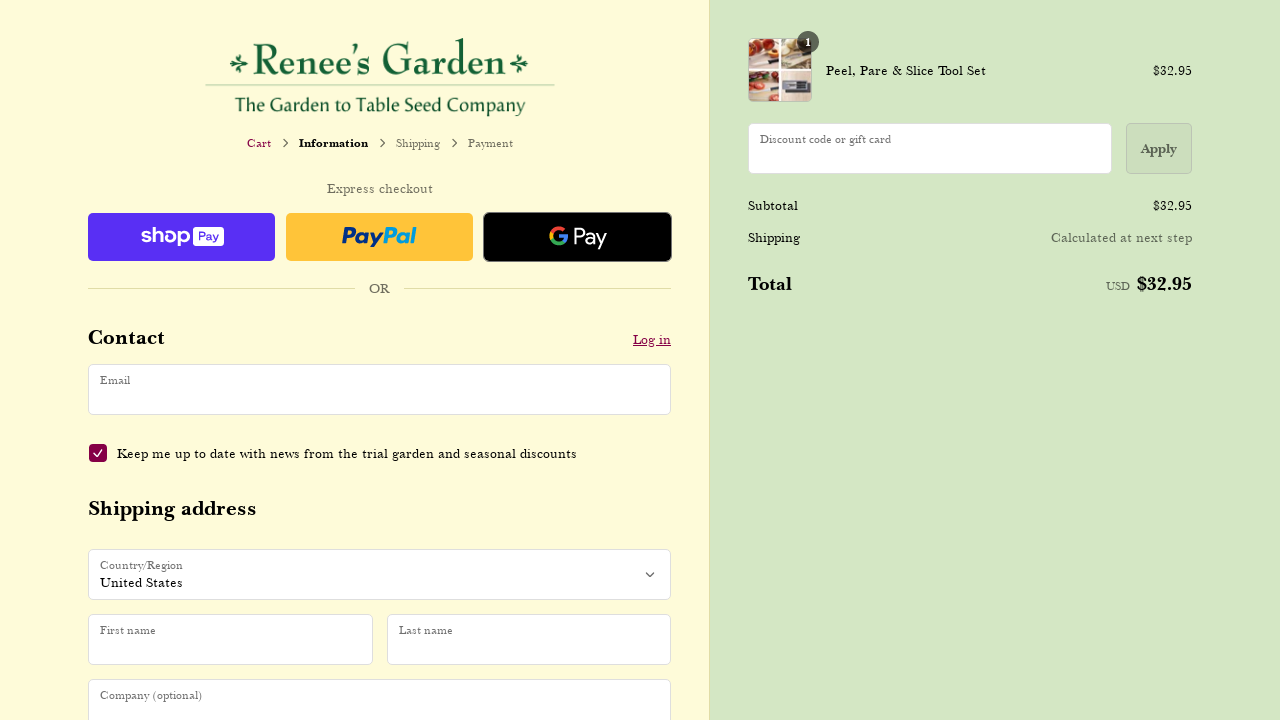 Renee's Garden
The Garden to Table Seed Company
Cart > Information > Shipping > Payment
Express checkout
shop Pay
PayPal
G Pay
OR
Contact
Log in
Email
Keep me up to date with news from the trial garden and seasonal discounts
Shipping address
Country/Region
United States
First name
Last name
Company (optional)
1
Peel, Pare & Slice Tool Set
$32.95
Discount code or gift card
Apply
Subtotal
$32.95
Shipping
Calculated at next step
Total
USD $32.95